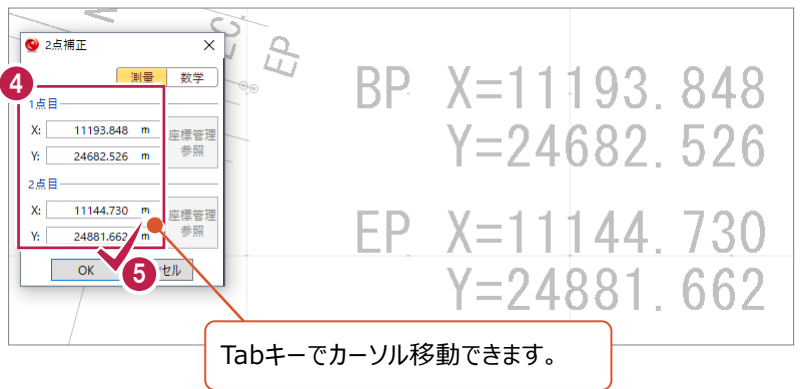 2点補正
測量 数学
4
1点目
X: 11193.848 m
Y: 24682.526 m
座標管理
参照
2点目
X: 11144.730 m
Y: 24881.662 m
座標管理
参照
OK
5
セル
EP
BP X=11193.848
Y=24682.526
EP X=11144.730
Y=24881.662
Tabキーでカーソル移動できます。